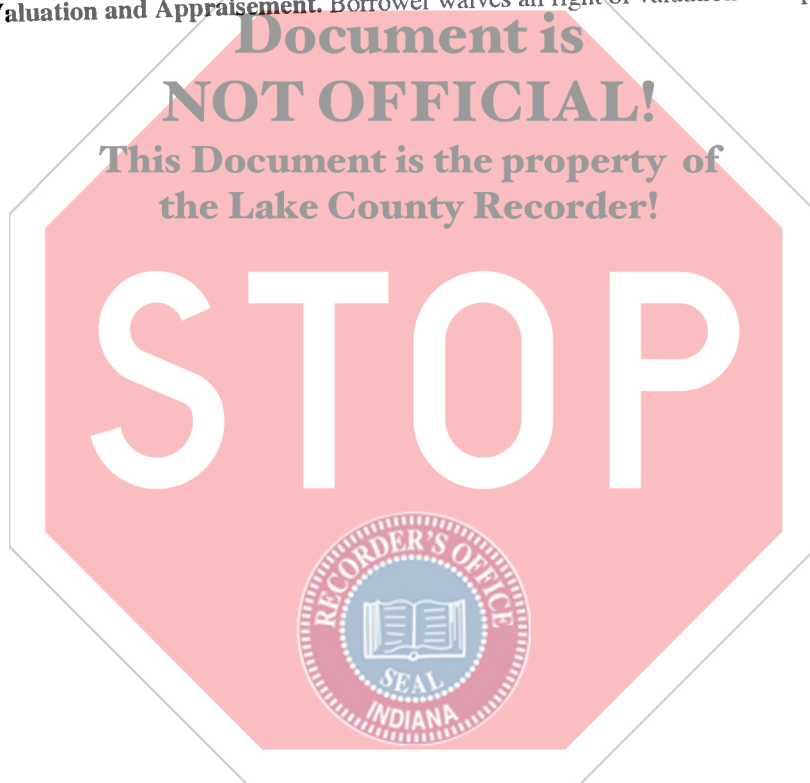 Valuation and Appraisement. Borrower waives all right of valuation
Document is
NOT OFFICIAL!
This Document is the property of
the Lake County Recorder!
STOP
RECORDER'S OFFICE
SEAL
INDIANA